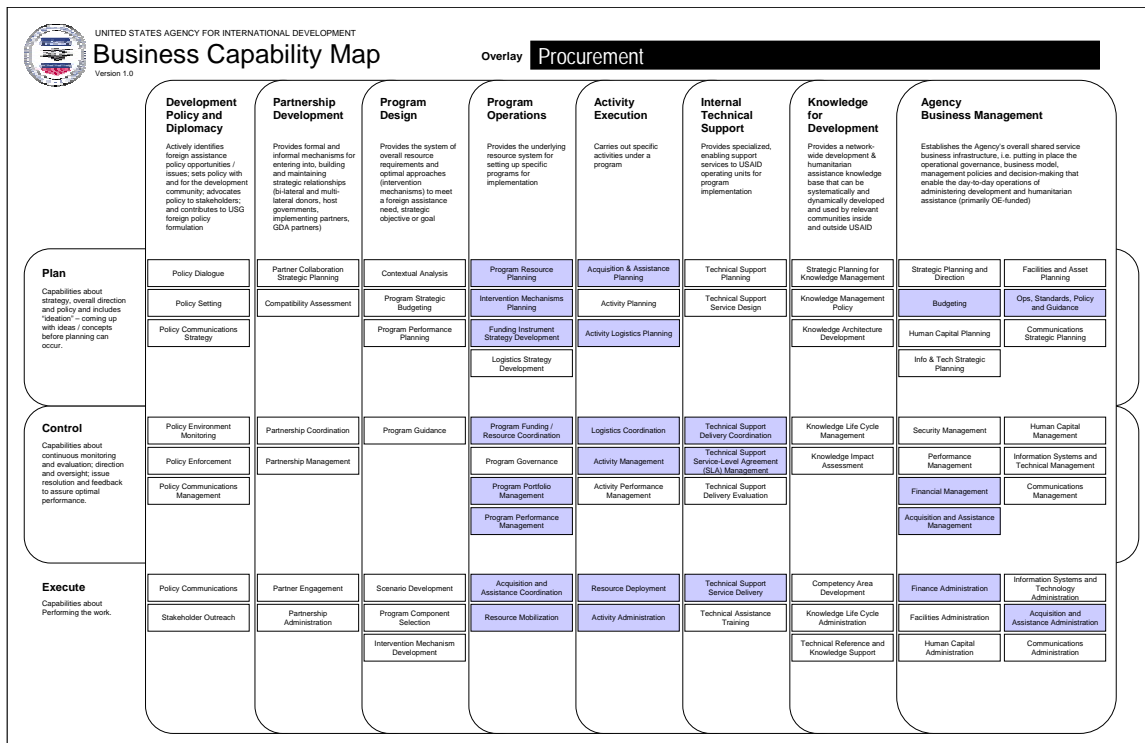 UNITED STATES AGENCY FOR INTERNATIONAL DEVELOPMENT
Business Capability Map
Version 1.0
Overlay
Procurement
Development
Policy and
Diplomacy
Actively identifies
foreign assistance
policy opportunities /
issues; sets policy with
and for the development
community; advocates
policy to stakeholders;
and contributes to USG
foreign policy
formulation
Partnership
Development
Provides formal and
informal mechanisms for
entering into, building
and maintaining
strategic relationships
(bi-lateral and multi-
lateral donors, host
governments,
implementing partners,
GDA partners)
Program
Design
Provides the system of
overall resource
requirements and
optimal approaches
(intervention
mechanisms) to meet
a foreign assistance
need, strategic
objective or goal
Program
Operations
Provides the underlying
resource system for
setting up specific
programs for
implementation
Activity
Execution
Carries out specific
activities under a
program
Internal
Technical
Support
Provides specialized,
enabling support
services to USAID
operating units for
program
implementation
Knowledge
for
Development
Provides a network-
wide development &
humanitarian
assistance knowledge
base that can be
systematically and
dynamically developed
and used by relevant
communities inside
and outside USAID
Agency
Business Management
Establishes the Agency's overall shared service
business infrastructure, i.e. putting in place the
operational governance, business model,
management policies and decision-making that
enable the day-to-day operations of
administering development and humanitarian
assistance (primarily OE-funded)
Plan
Capabilities about
strategy, overall direction
and policy and includes
"ideation" – coming up
with ideas / concepts
before planning can
occur.
Policy Dialogue
Policy Setting
Policy Communications
Strategy
Partner Collaboration
Strategic Planning
Compatibility Assessment
Contextual Analysis
Program Strategic
Budgeting
Program Performance
Planning
Program Resource
Planning
Intervention Mechanisms
Planning
Funding Instrument
Strategy Development
Logistics Strategy
Development
Acquisition & Assistance
Planning
Activity Planning
Activity Logistics Planning
Technical Support
Planning
Technical Support
Service Design
Strategic Planning for
Knowledge Management
Knowledge Management
Policy
Knowledge Architecture
Development
Strategic Planning and
Direction
Budgeting
Human Capital Planning
Info & Tech Strategic
Planning
Facilities and Asset
Planning
Ops, Standards, Policy
and Guidance
Communications
Strategic Planning
Control
Capabilities about
continuous monitoring
and evaluation; direction
and oversight; issue
resolution and feedback
to assure optimal
performance.
Policy Environment
Monitoring
Policy Enforcement
Policy Communications
Management
Partnership Coordination
Partnership Management
Program Guidance
Program Funding /
Resource Coordination
Program Governance
Program Portfolio
Management
Program Performance
Management
Logistics Coordination
Activity Management
Activity Performance
Management
Technical Support
Delivery Coordination
Technical Support
Service-Level Agreement
(SLA) Management
Technical Support
Delivery Evaluation
Knowledge Life Cycle
Management
Knowledge Impact
Assessment
Security Management
Performance
Management
Financial Management
Acquisition and Assistance
Management
Human Capital
Management
Information Systems and
Technical Management
Communications
Management
Execute
Capabilities about
Performing the work.
Policy Communications
Stakeholder Outreach
Partner Engagement
Partnership
Administration
Scenario Development
Program Component
Selection
Intervention Mechanism
Development
Acquisition and
Assistance Coordination
Resource Mobilization
Resource Deployment
Activity Administration
Technical Support
Service Delivery
Technical Assistance
Training
Competency Area
Development
Knowledge Life Cycle
Administration
Technical Reference and
Knowledge Support
Finance Administration
Facilities Administration
Human Capital
Administration
Information Systems and
Technology
Administration
Acquisition and
Assistance Administration
Communications
Administration